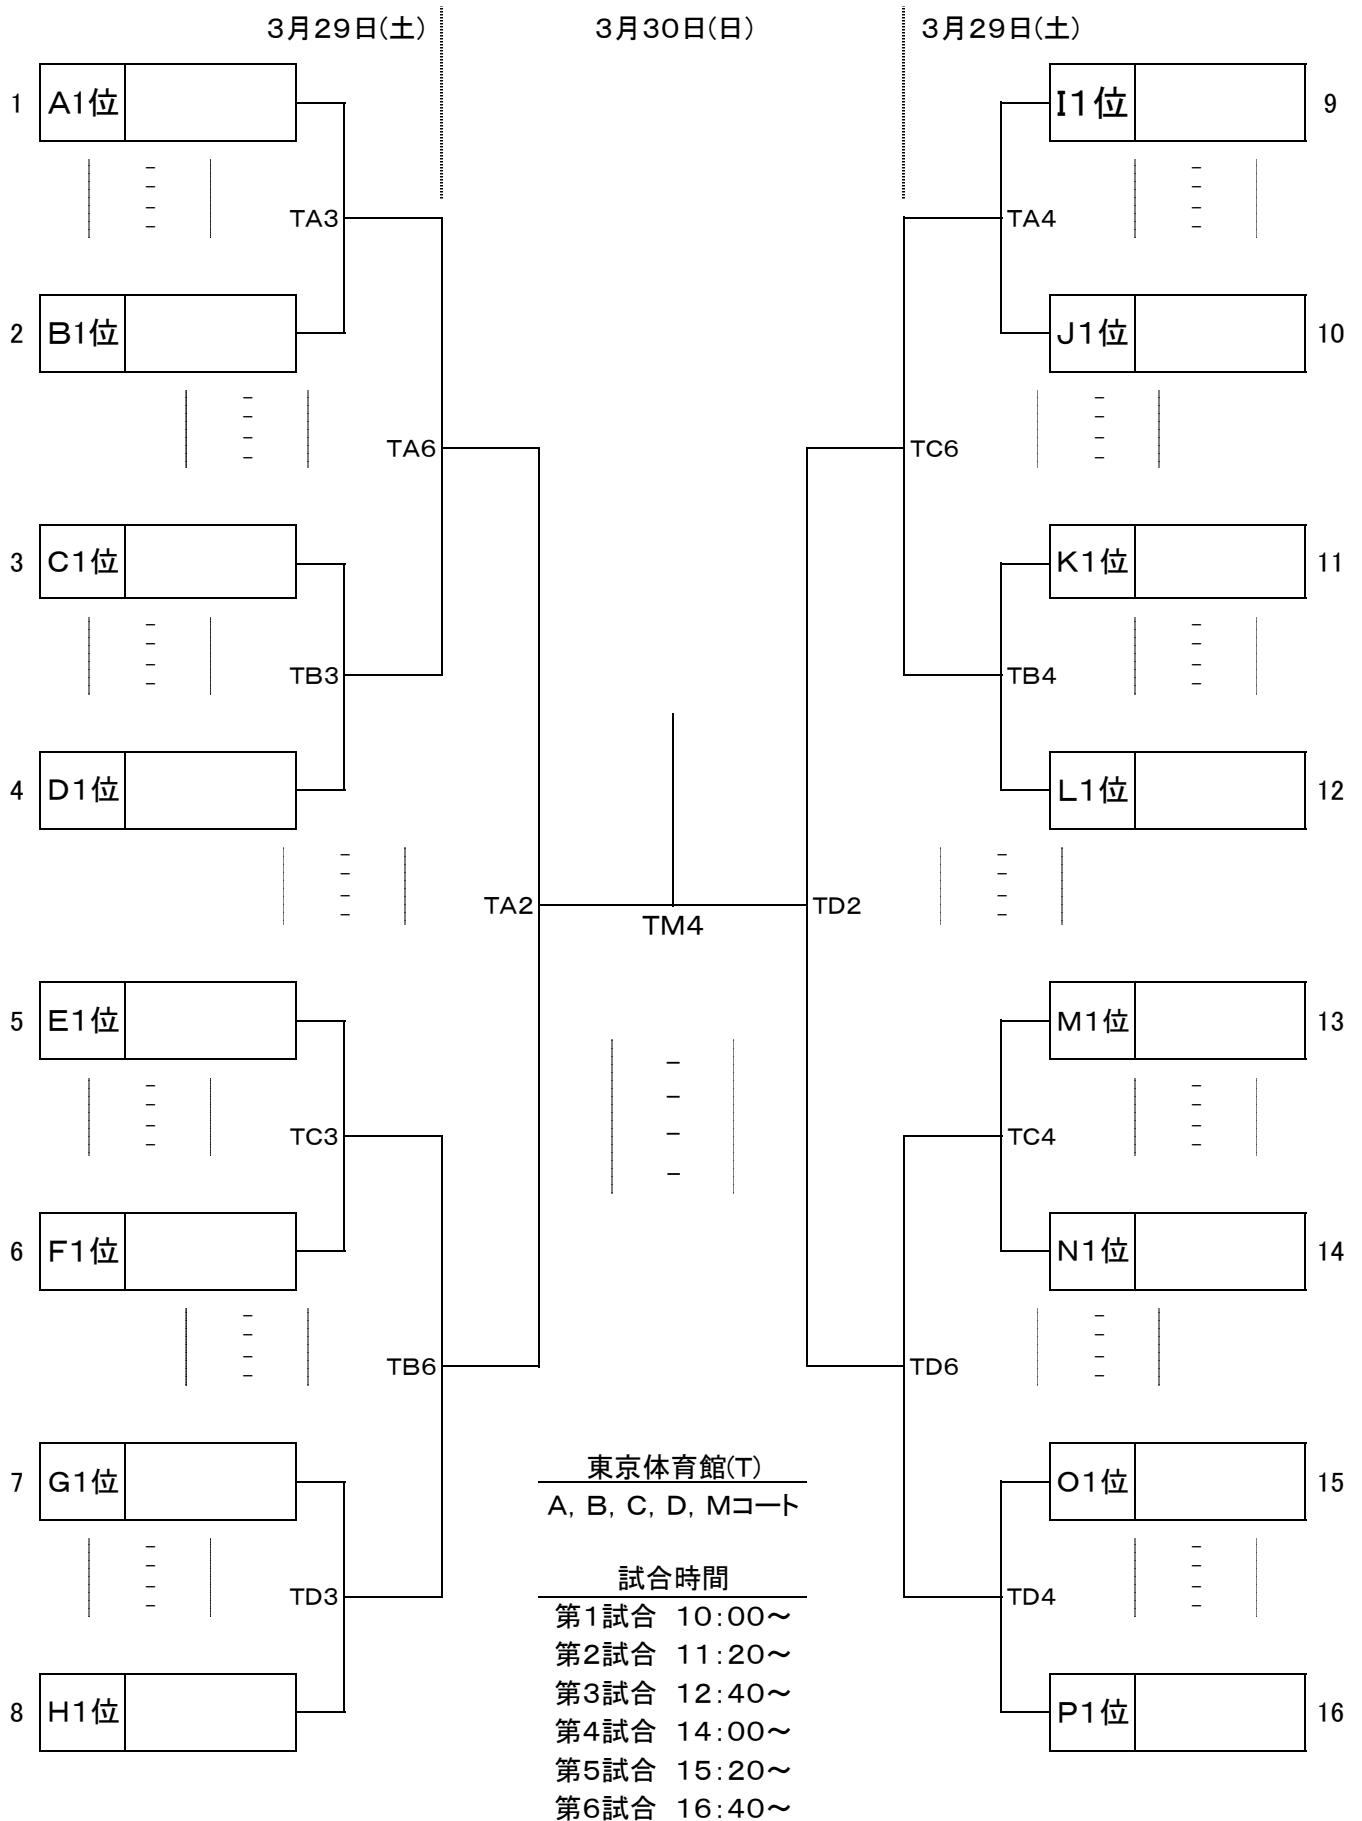 ３月２９日(土) ３月３０日(日) ３月２９日(土)
1 Ａ１位 Ｉ１位 9
TA3 TA4
2 Ｂ１位 Ｊ１位 10
TA6 TC6
3 Ｃ１位 Ｋ１位 11
TB3 TB4
4 Ｄ１位 Ｌ１位 12
TA2 TD2
TM4
5 Ｅ１位 Ｍ１位 13
TC3 TC4
6 Ｆ１位 Ｎ１位 14
TB6 TD6
東京体育館(T)
7 Ｇ１位 Ｏ１位 15
A, B, C, D, Mコート
試合時間
TD3 TD4
第１試合 １０：００～
第２試合 １１：２０～
第３試合 １２：４０～
8 Ｈ１位 Ｐ１位 16
第４試合 １４：００～
第５試合 １５：２０～
第６試合 １６：４０～